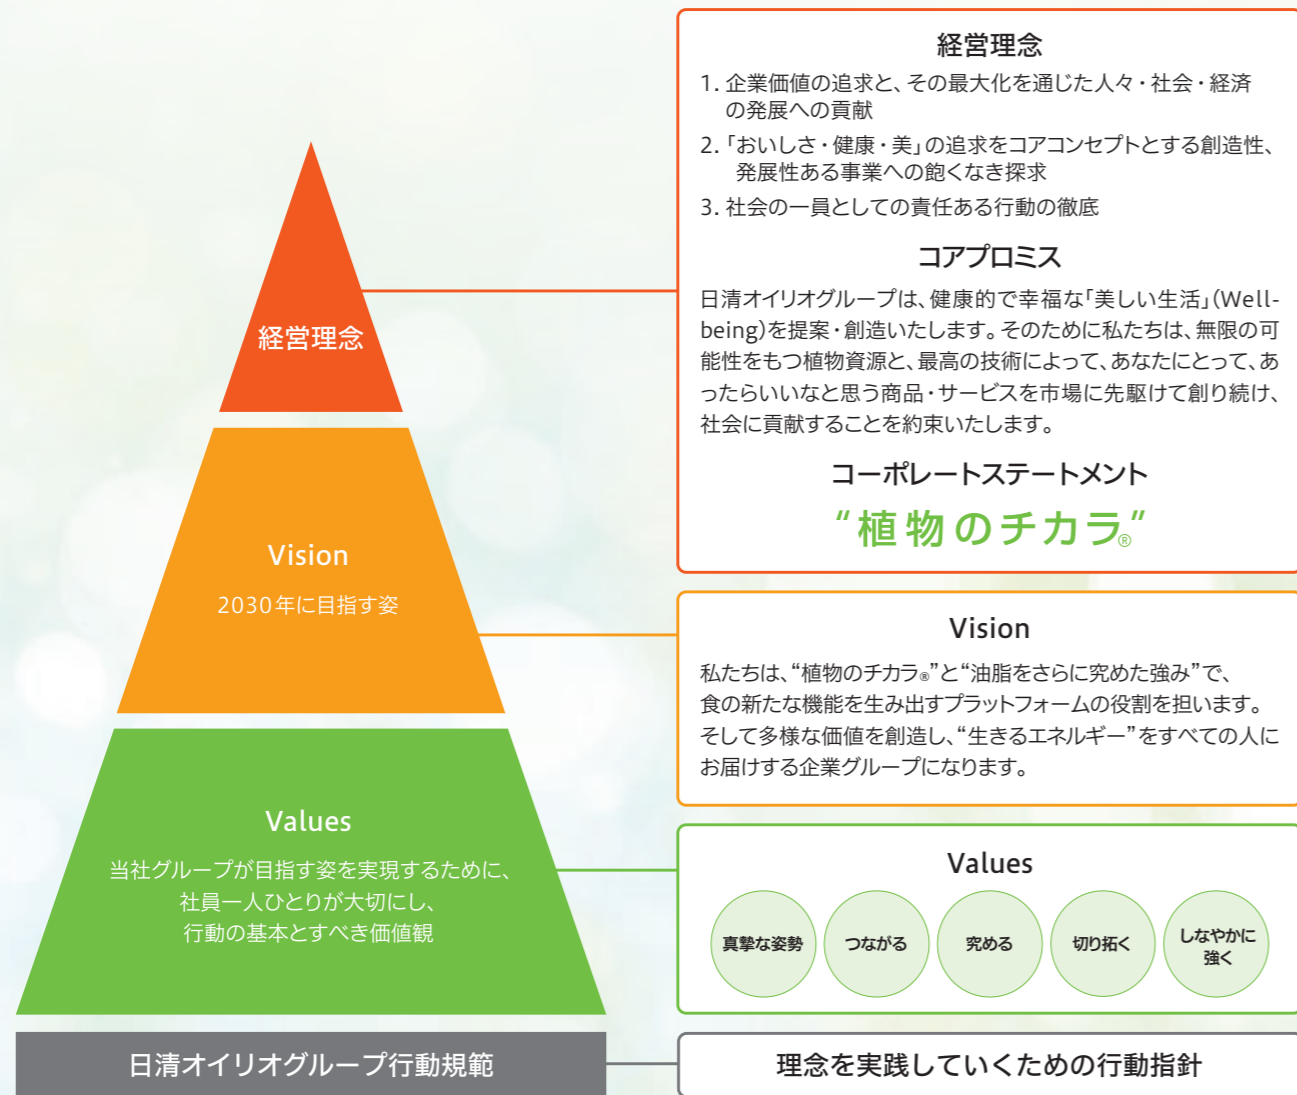 経営理念
Vision
2030年に目指す姿
Values
当社グループが目指す姿を実現するために、
社員一人ひとりが大切にし、
行動の基本とすべき価値観
日清オイリオグループ行動規範
経営理念
1. 企業価値の追求と、その最大化を通じた人々・社会・経済
の発展への貢献
2. 「おいしさ・健康・美」の追求をコアコンセプトとする創造性、
発展性ある事業への飽くなき探求
3. 社会の一員としての責任ある行動の徹底
コアプロミス
日清オイリオグループは、健康的で幸福な「美しい生活」(Well-
being)を提案・創造いたします。そのために私たちは、無限の可
能性をもつ植物資源と、最高の技術によって、あなたにとって、あ
ったらいいなと思う商品・サービスを市場に先駆けて創り続け、
社会に貢献することを約束いたします。
コーポレートステートメント
“植物のチカラ®”
Vision
私たちは、“植物のチカラ®”と“油脂をさらに究めた強み”で、
食の新たな機能を生み出すプラットフォームの役割を担います。
そして多様な価値を創造し、“生きるエネルギー”をすべての人に
お届けする企業グループになります。
Values
真摯な姿勢
つながる
究める
切り拓く
しなやかに
強く
理念を実践していくための行動指針